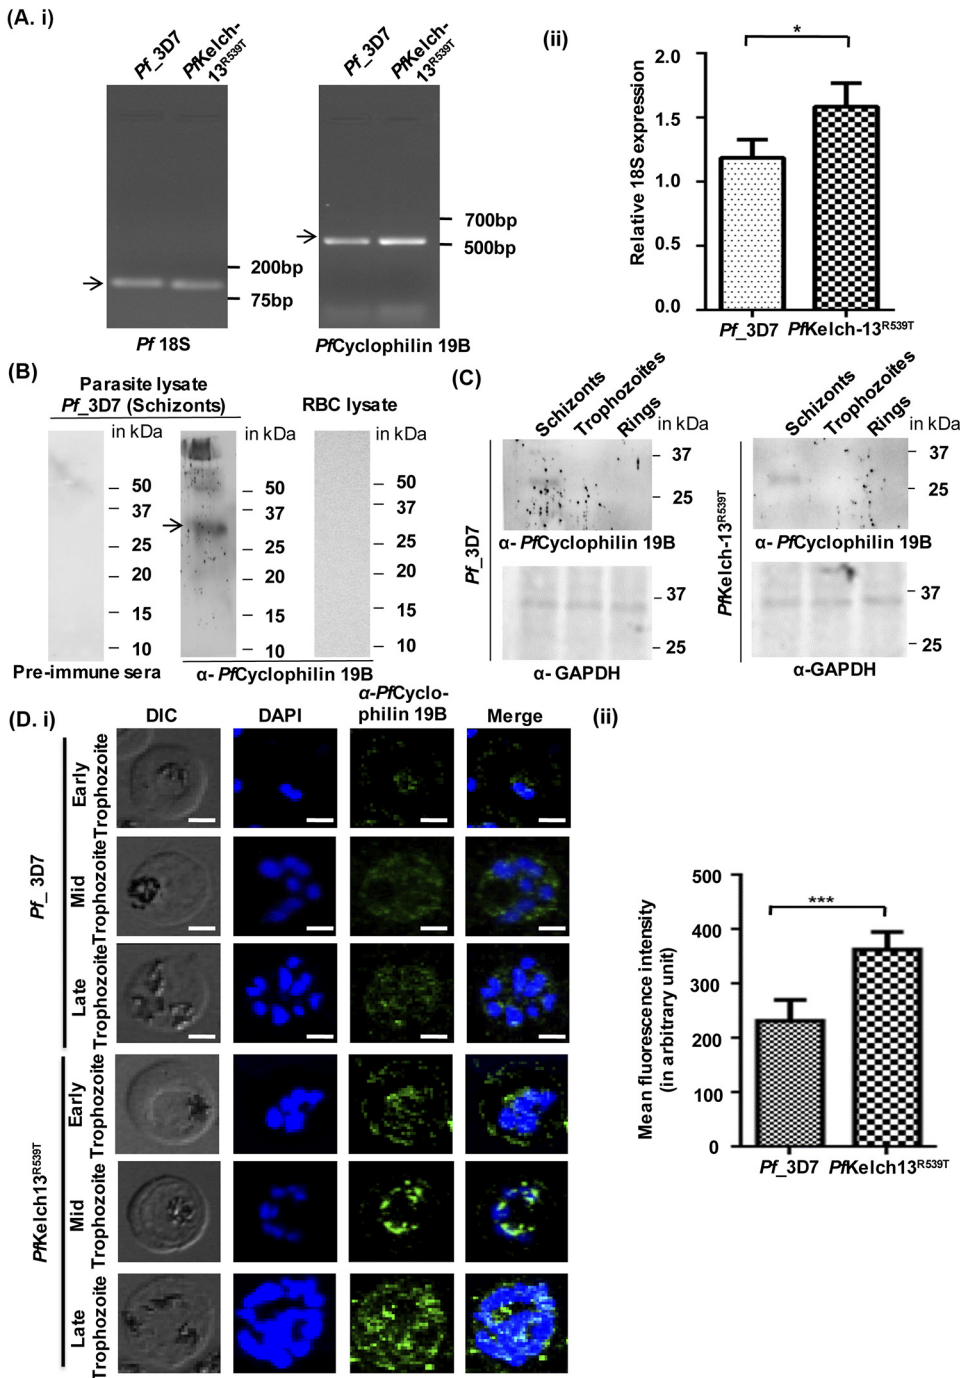 (A. i)
Pf_3D7
PfKelch-
13R539T
Pf_3D7
PfKelch-
13R539T
700bp
500bp
200bp
75bp
Pf 18S
PfCyclophilin 19B
(ii)
*
Relative 18S expression
2.0
1.5
1.0
0.5
0.0
Pf_3D7
PfKelch-13R539T
(B)
Parasite lysate
Pf_3D7 (Schizonts)
RBC lysate
in kDa
in kDa
in kDa
50
37
25
20
15
10
50
37
25
20
15
10
50
37
25
20
15
10
Pre-immune sera
α- PfCyclophilin 19B
(C)
Schizonts
Trophozoites
Rings
in kDa
37
25
α- PfCyclophilin 19B
Pf_3D7
37
25
α- GAPDH
Schizonts
Trophozoites
Rings
in kDa
37
25
α- PfCyclophilin 19B
PfKelch-13R539T
37
25
α-GAPDH
(D. i)
DIC
DAPI
α-PfCyclo-
philin 19B
Merge
Pf_ 3D7
Early
Trophozoite
Mid
Trophozoite
Late
Trophozoite
PfKelch13R539T
Early
Trophozoite
Mid
Trophozoite
Late
Trophozoite
(ii)
***
Mean fluorescence intensity
(in arbitrary unit)
500
400
300
200
100
0
Pf_3D7
PfKelch13R539T